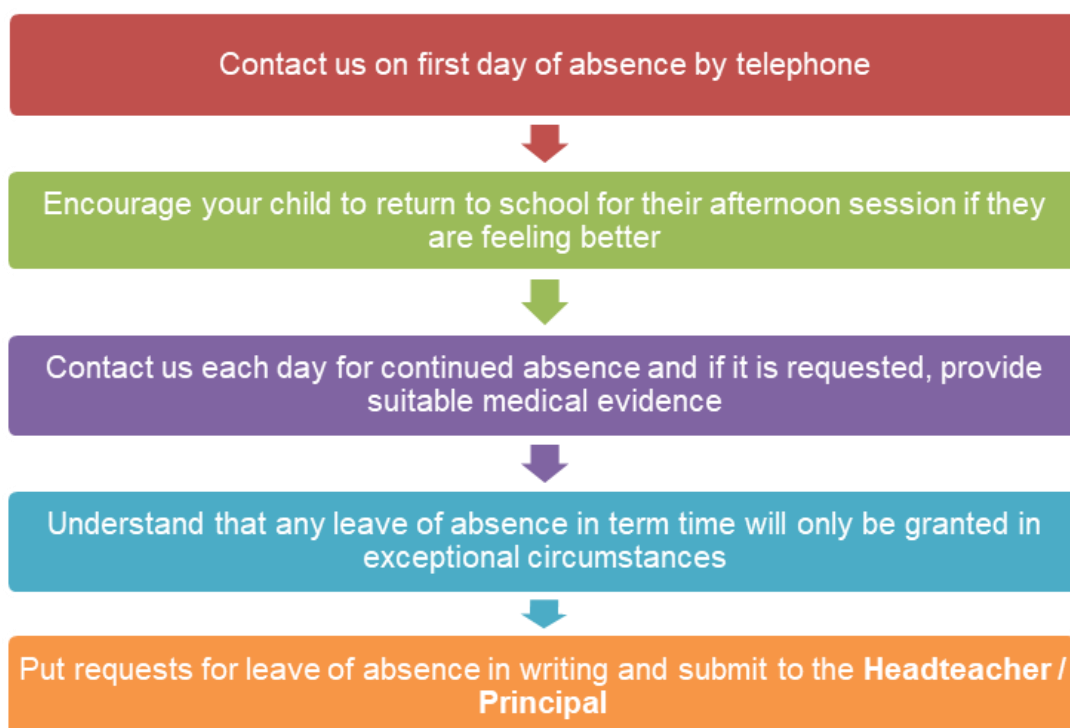 Contact us on first day of absence by telephone
Encourage your child to return to school for their afternoon session if they
are feeling better
Contact us each day for continued absence and if it is requested, provide
suitable medical evidence
Understand that any leave of absence in term time will only be granted in
exceptional circumstances
Put requests for leave of absence in writing and submit to the Headteacher /
Principal